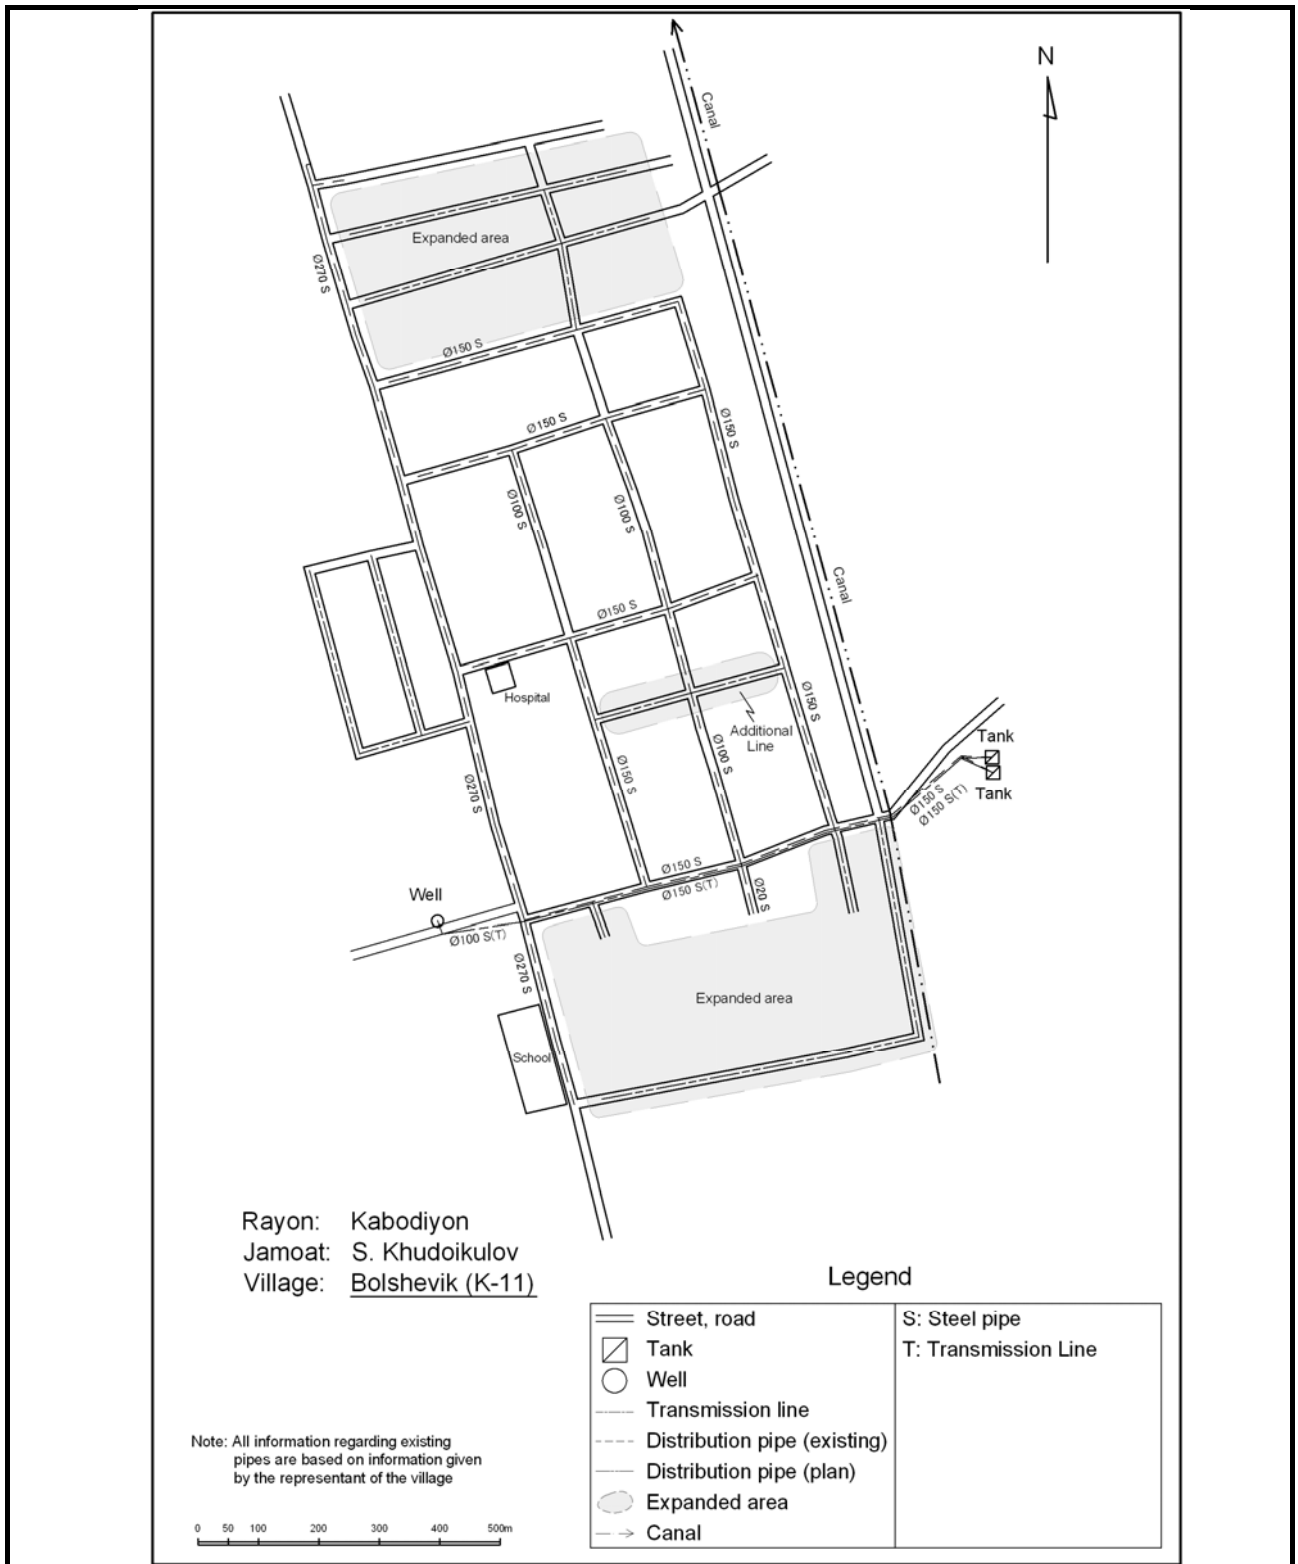 N
Canal
Expanded area
Ø270 S
Ø150 S
Ø150 S
Ø150 S
Ø100 S
Ø100 S
Canal
Ø150 S
Hospital
Ø150 S
Additional
Line
Ø100 S
Ø150 S
Ø270 S
Tank
Tank
Ø150 S
Ø150 S(T)
Ø150 S
Ø150 S(T)
Ø20 S
Well
Ø100 S(T)
Ø270 S
Expanded area
School
Rayon: Kabodiyon
Jamoat: S. Khudoikulov
Village: Bolshevik (K-11)
Legend
Street, road
Tank
Well
Transmission line
Distribution pipe (existing)
Distribution pipe (plan)
Expanded area
Canal
S: Steel pipe
T: Transmission Line
Note: All information regarding existing
pipes are based on information given
by the representant of the village
0 50 100 200 300 400 500m